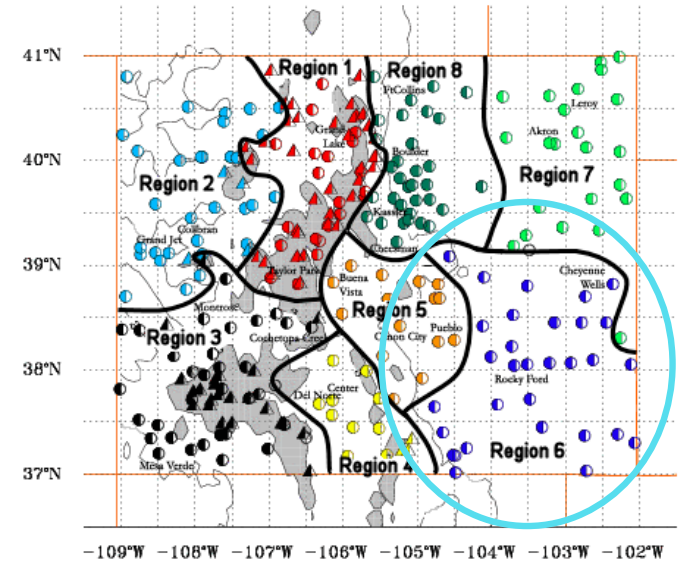 41°N
40°N
39°N
38°N
37°N
36°N
Region 1
Region 8
FtCollins
Grand
Lake
Boulder
Leroy
Akron
Region 7
Region 2
Kassler
Cheesman
Colbran
Grand Jct
Taylor Park
Buena
Vista
Cheyenne
Wells
Montrose
Region 5
Region 3
Cochetopa Creek
Canon City
Pueblo
Rocky Ford
Del Norte
Center
Region 6
Mesa Verde
Region 4
-109°W -108°W -107°W -106°W -105°W -104°W -103°W -102°W